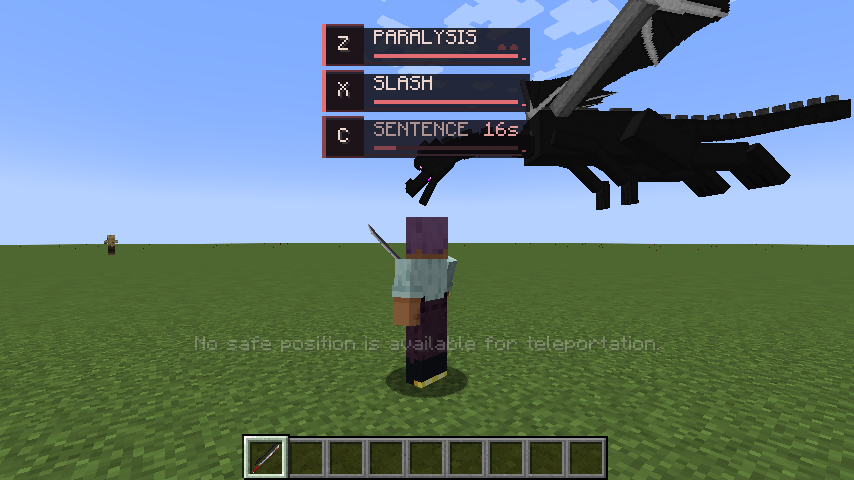 Z PARALYSIS
X SLASH
C SENTENCE 16s
No safe position is available for teleportation.